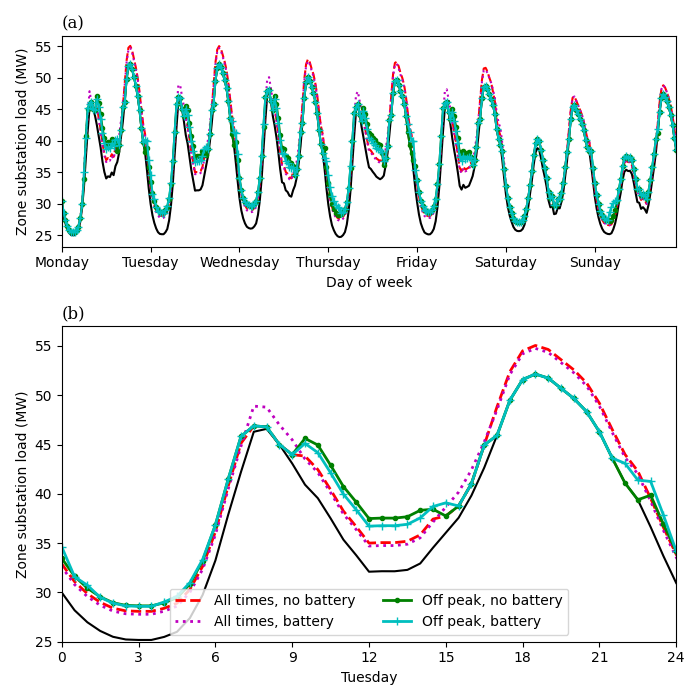 (a)
Zone substation load (MW)
55
50
45
40
35
30
25
Monday Tuesday Wednesday Thursday Friday Saturday Sunday
Day of week
(b)
Zone substation load (MW)
55
50
45
40
35
30
25
All times, no battery Off peak, no battery
All times, battery Off peak, battery
0 3 6 9 12 15 18 21 24
Tuesday